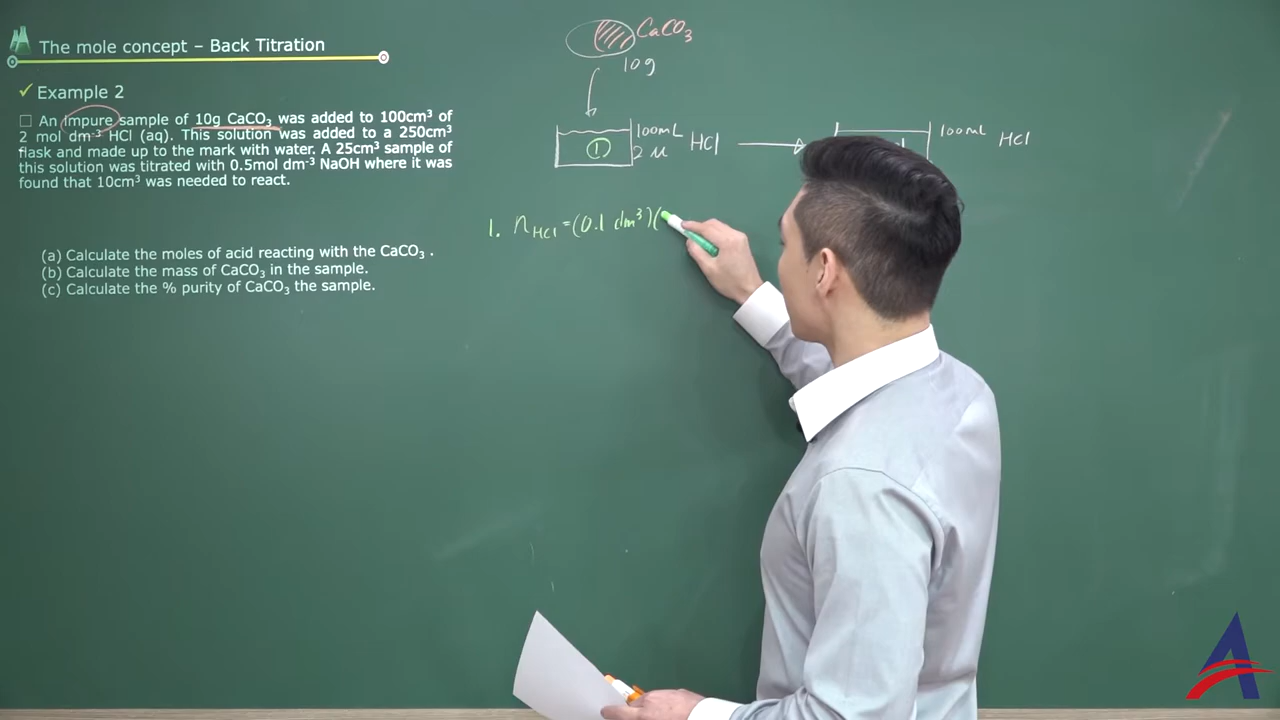 The mole concept – Back Titration
✓ Example 2
□ An impure sample of 10g CaCO₃ was added to 100cm³ of
2 mol dm⁻³ HCl (aq). This solution was added to a 250cm³
flask and made up to the mark with water. A 25cm³ sample of
this solution was titrated with 0.5mol dm⁻³ NaOH where it was
found that 10cm³ was needed to react.
(a) Calculate the moles of acid reacting with the CaCO₃ .
(b) Calculate the mass of CaCO₃ in the sample.
(c) Calculate the % purity of CaCO₃ the sample.
CaCO₃
10g
① 100mL
2 M HCl
100mL HCl
1. n HCl = (0.1 dm³)(